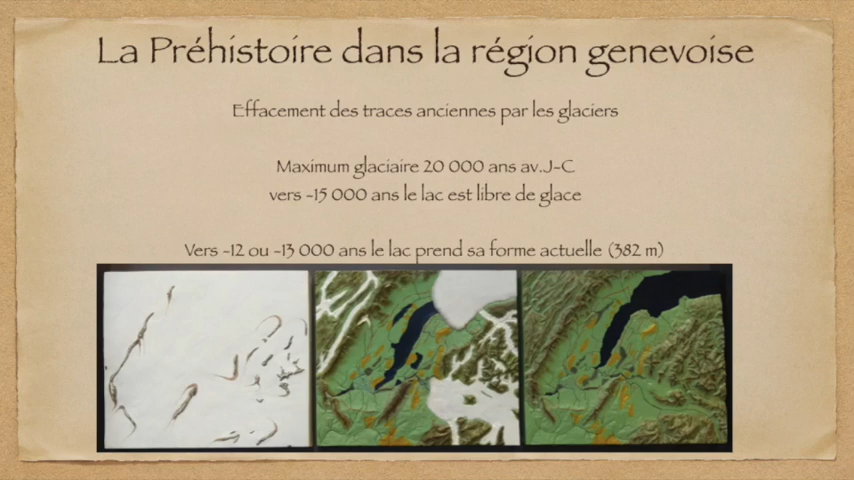 La Préhistoire dans la région genevoise
Effacement des traces anciennes par les glaciers
Maximum glaciaire 20 000 ans av.J-C
vers -15 000 ans le lac est libre de glace
Vers -12 ou -13 000 ans le lac prend sa forme actuelle (382 m)